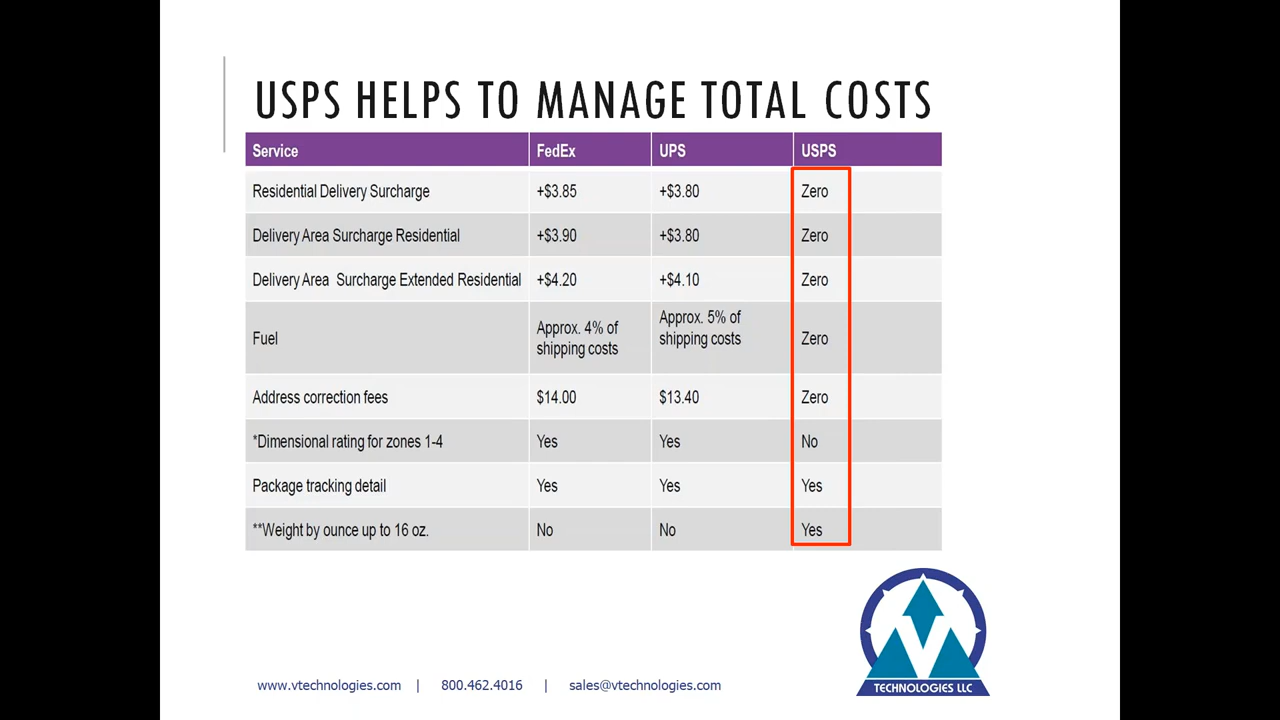 USPS HELPS TO MANAGE TOTAL COSTS
Service FedEx UPS USPS
Residential Delivery Surcharge +$3.85 +$3.80 Zero
Delivery Area Surcharge Residential +$3.90 +$3.80 Zero
Delivery Area Surcharge Extended Residential +$4.20 +$4.10 Zero
Fuel Approx. 4% of shipping costs Approx. 5% of shipping costs Zero
Address correction fees $14.00 $13.40 Zero
*Dimensional rating for zones 1-4 Yes Yes No
Package tracking detail Yes Yes Yes
**Weight by ounce up to 16 oz. No No Yes
V
TECHNOLOGIES LLC
www.vtechnologies.com | 800.462.4016 | sales@vtechnologies.com